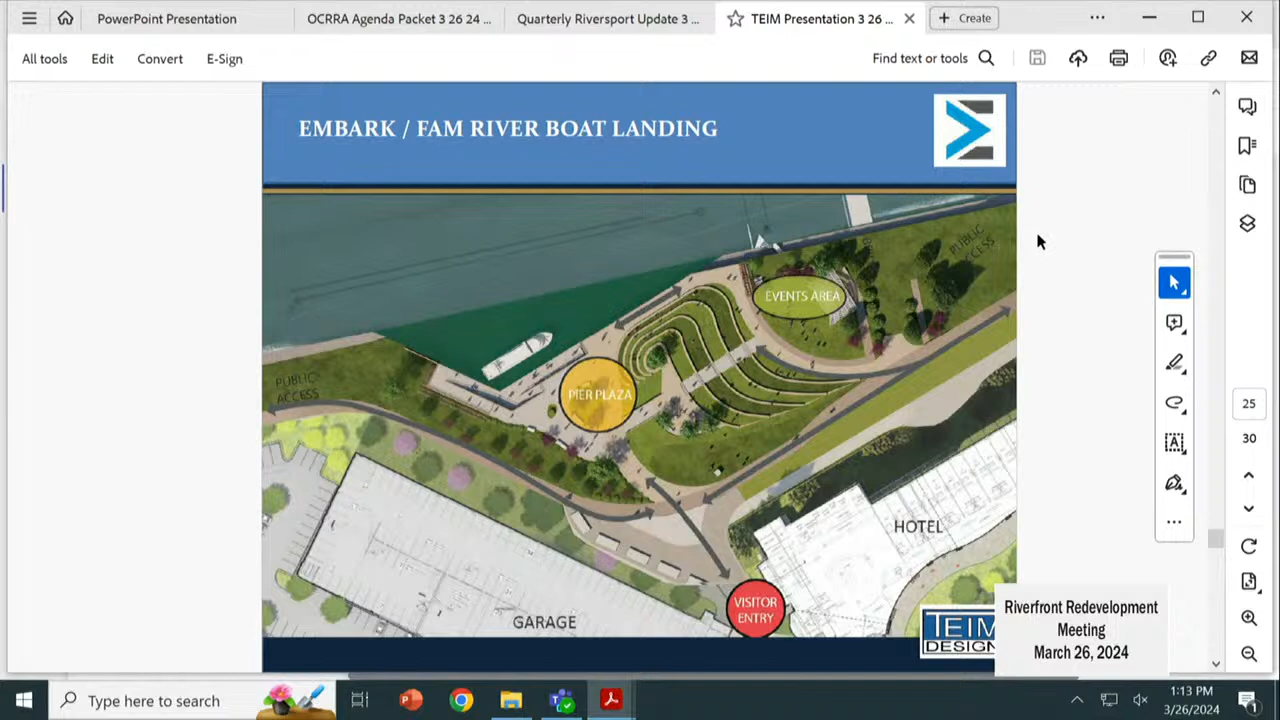 PowerPoint Presentation
OCRRA Agenda Packet 3 26 24 ...
Quarterly Riversport Update 3 ...
TEIM Presentation 3 26 ...
Create
All tools
Edit
Convert
E-Sign
Find text or tools
EMBARK / FAM RIVER BOAT LANDING
PUBLIC
ACCESS
EVENTS AREA
PUBLIC
ACCESS
PIER PLAZA
25
30
HOTEL
VISITOR
ENTRY
GARAGE
TEIM
DESIGN
Riverfront Redevelopment
Meeting
March 26, 2024
Type here to search
1:13 PM
3/26/2024
1